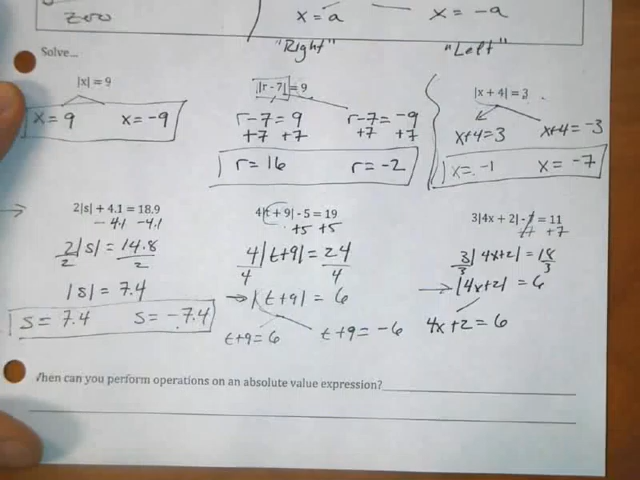 zero
x = a
x = -a
"Right"
"Left"
Solve...
|x| = 9
x = 9
x = -9
|r - 7| = 9
r-7 = 9
r-7 = -9
+7 +7
+7 +7
r = 16
r = -2
|x + 4| = 3
x+4 = 3
x+4 = -3
x = -1
x = -7
2|s| + 4.1 = 18.9
-4.1 -4.1
2|s| = 14.8
2
2
|s| = 7.4
s = 7.4
s = -7.4
4|t + 9| - 5 = 19
+5 +5
4|t+9| = 24
4
4
|t+9| = 6
t+9 = 6
t+9 = -6
3|4x + 2| - 7 = 11
+7 +7
3|4x+2| = 18
3
3
|4x+2| = 6
4x+2 = 6
When can you perform operations on an absolute value expression?